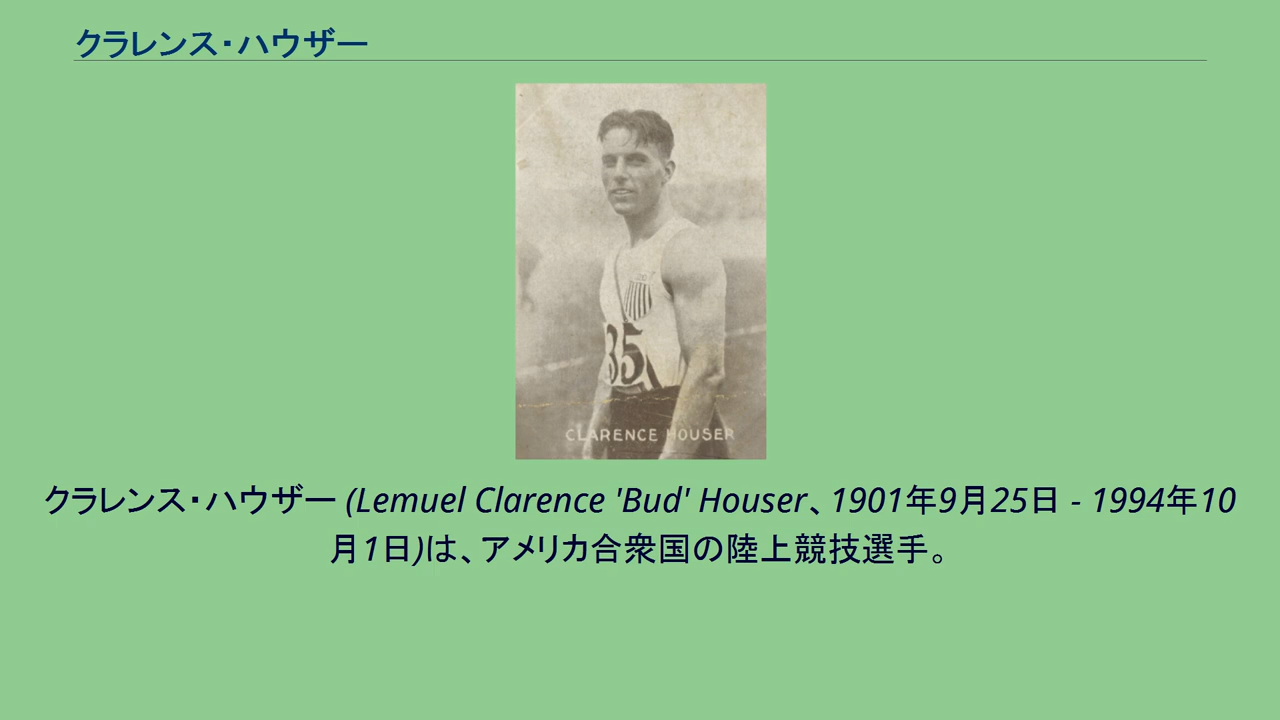 クラレンス・ハウザー
35
CLARENCE HOUSER
クラレンス・ハウザー (Lemuel Clarence 'Bud' Houser、1901年9月25日 - 1994年10
月1日)は、アメリカ合衆国の陸上競技選手。